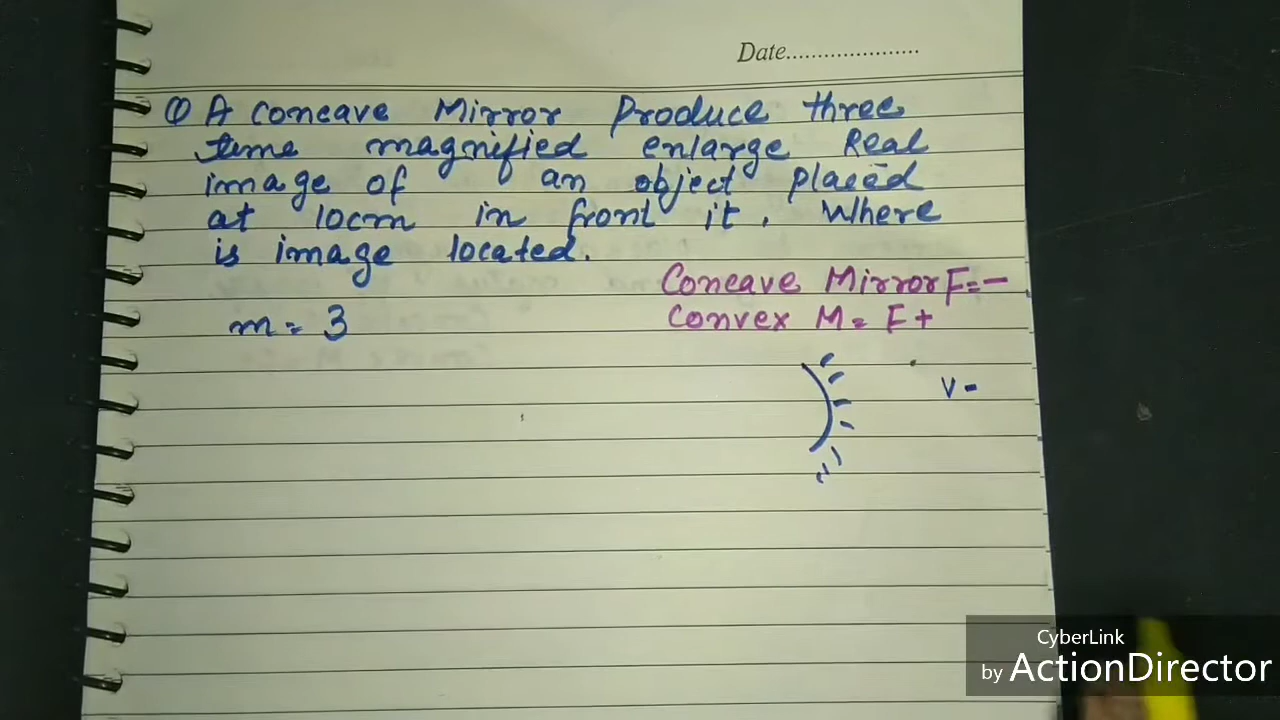 Date.....................
Q A Concave Mirror Produce three
time magnified enlarge Real
image of an object placed
at 10cm in front it. Where
is image located.
Concave Mirror F=-
Convex M= F+
m= 3
V-
CyberLink
by ActionDirector